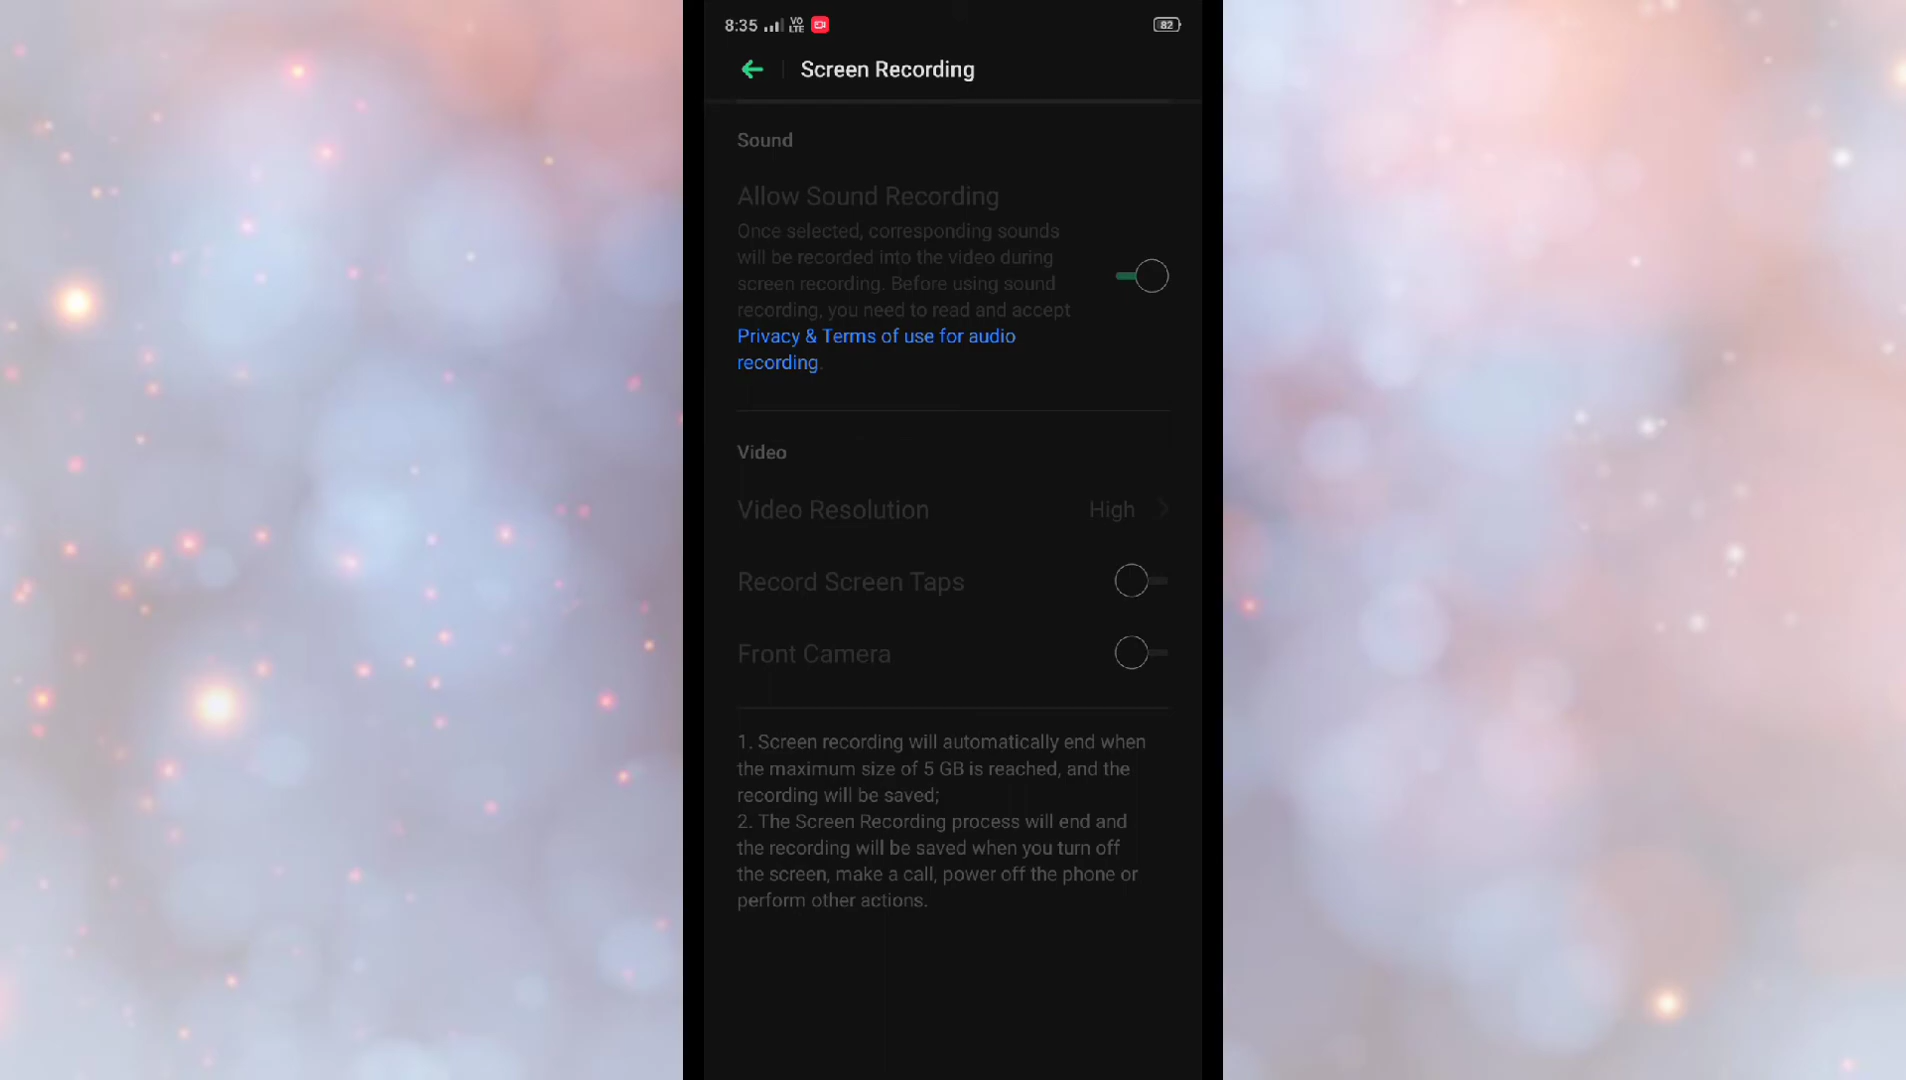 8:35 VO LTE 82
Screen Recording
Sound
Allow Sound Recording
Once selected, corresponding sounds
will be recorded into the video during
screen recording. Before using sound
recording, you need to read and accept
Privacy & Terms of use for audio
recording.
Video
Video Resolution High
Record Screen Taps
Front Camera
1. Screen recording will automatically end when
the maximum size of 5 GB is reached, and the
recording will be saved;
2. The Screen Recording process will end and
the recording will be saved when you turn off
the screen, make a call, power off the phone or
perform other actions.